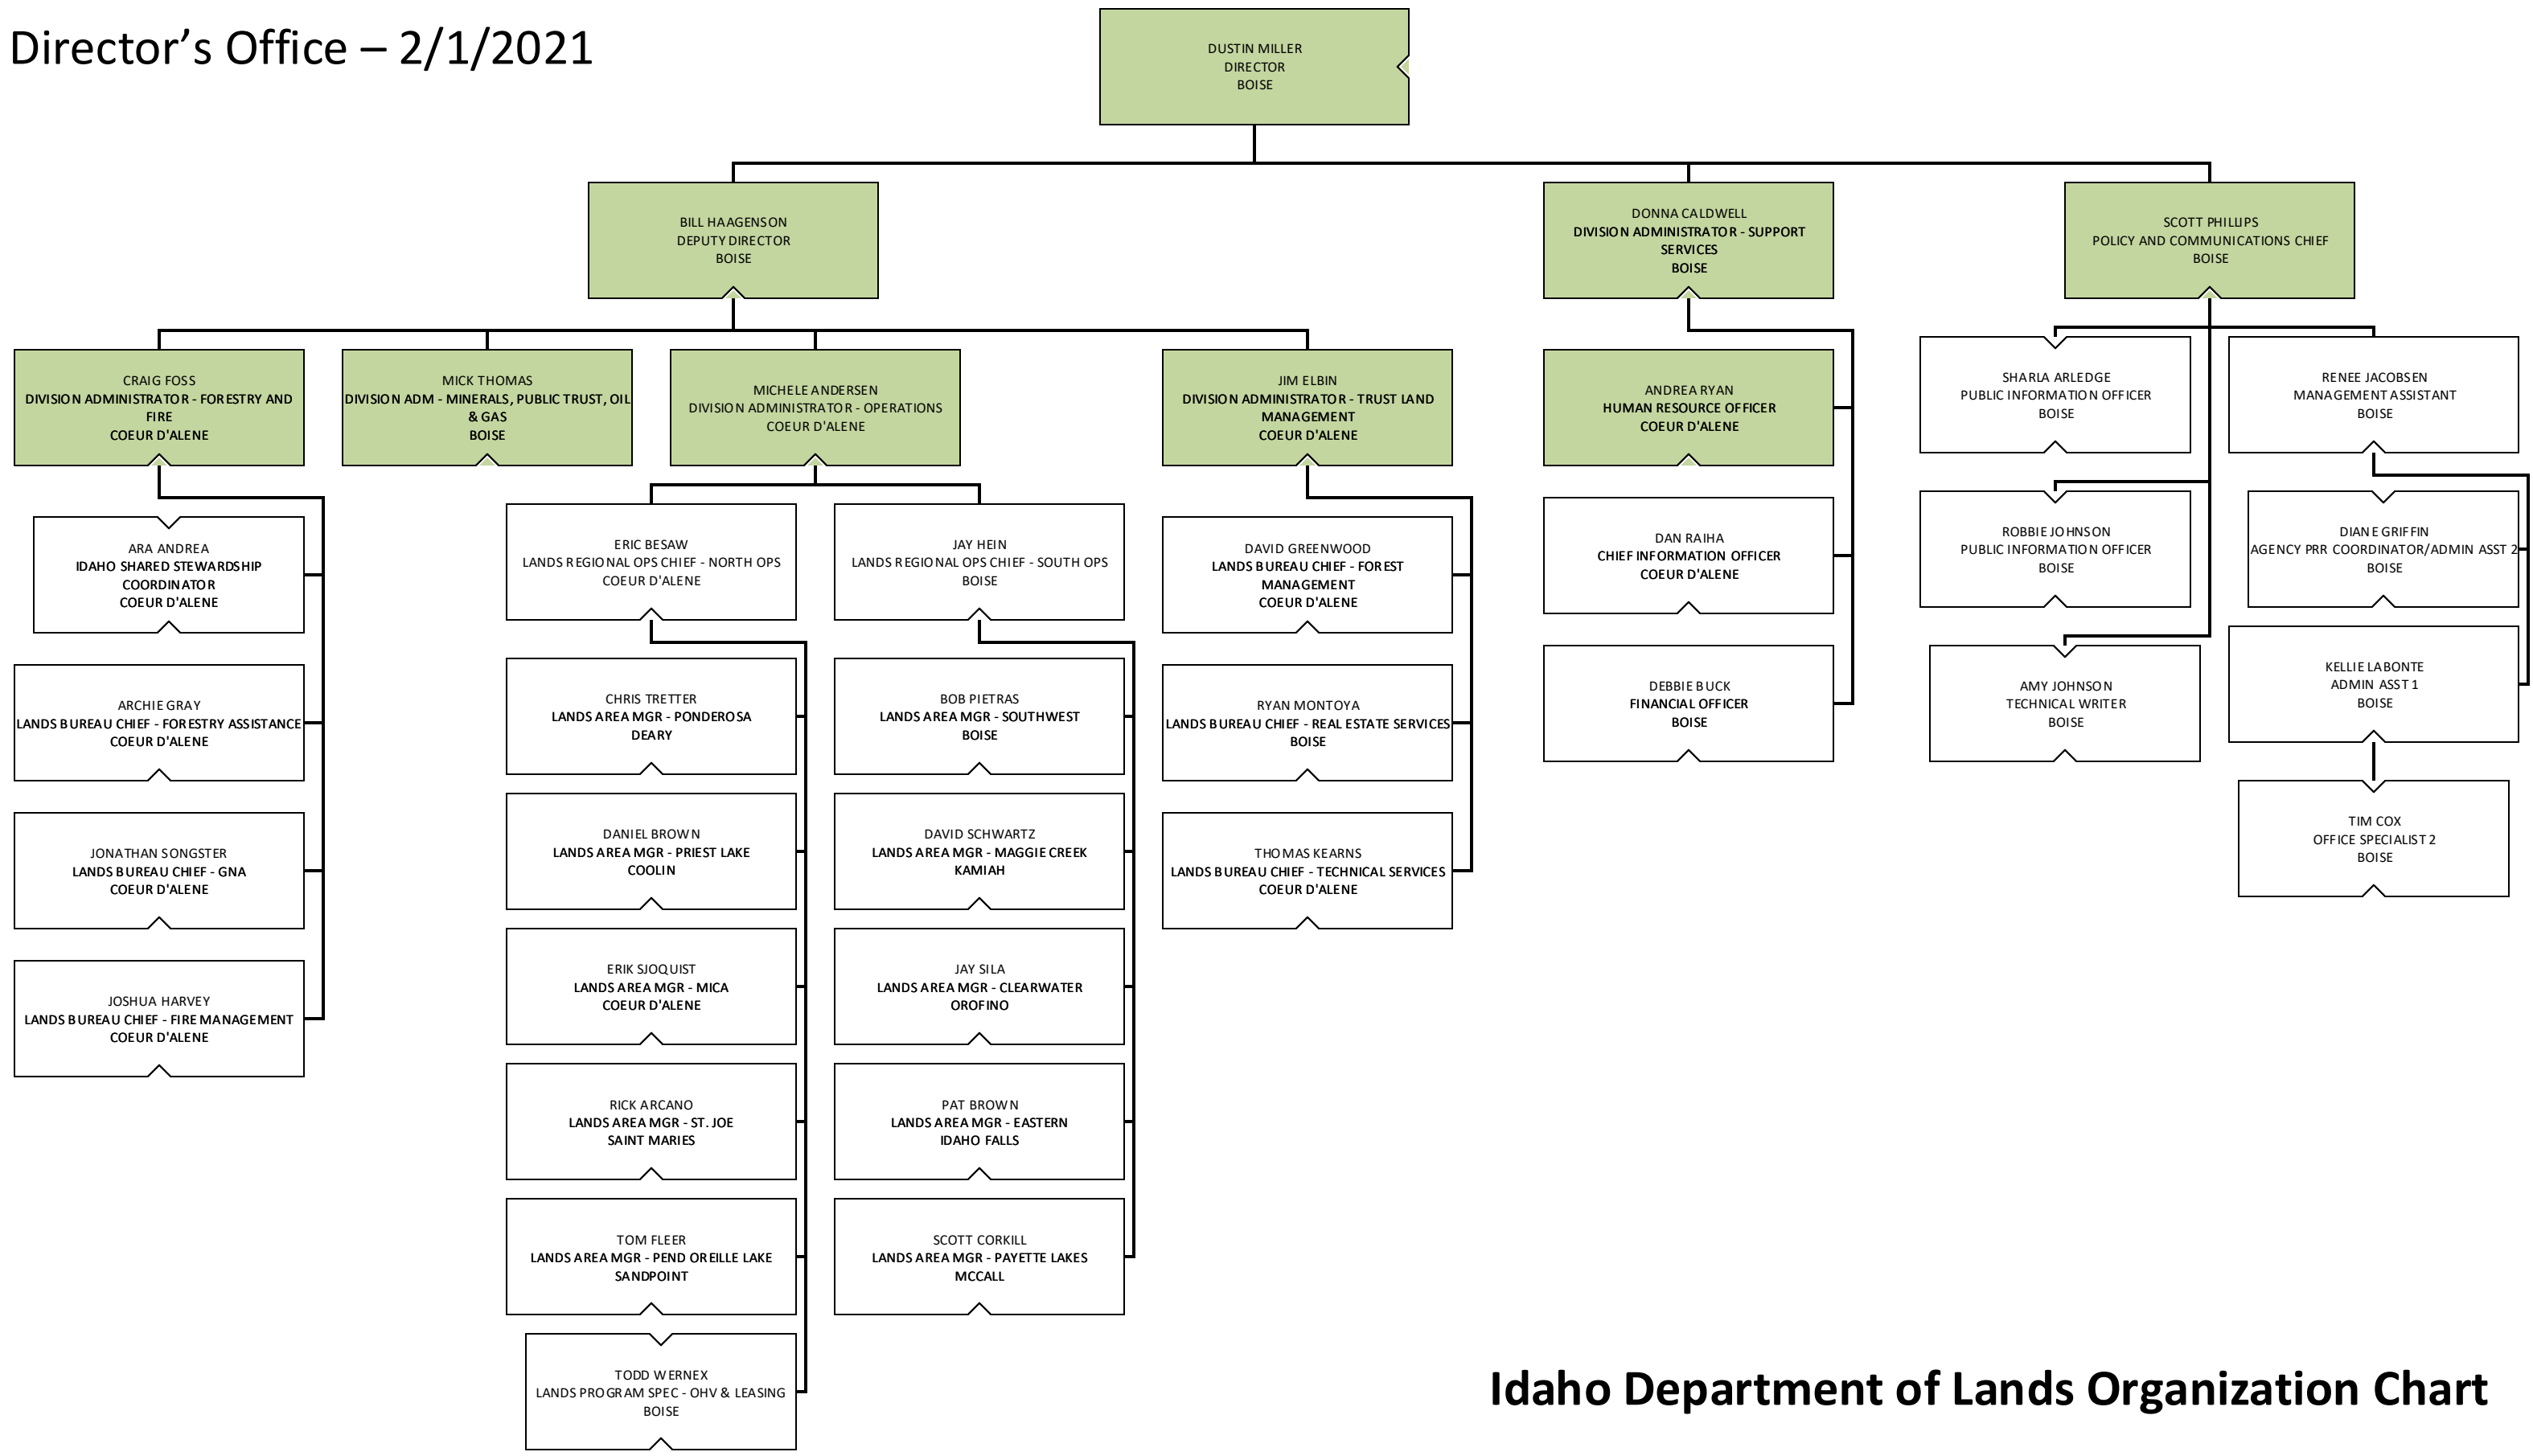 Director’s Office – 2/1/2021
DUSTIN MILLER
DIRECTOR
BOISE
BILL HAAGENSON
DEPUTY DIRECTOR
BOISE
DONNA CALDWELL
DIVISION ADMINISTRATOR - SUPPORT
SERVICES
BOISE
SCOTT PHILLIPS
POLICY AND COMMUNICATIONS CHIEF
BOISE
CRAIG FOSS
DIVISION ADMINISTRATOR - FORESTRY AND
FIRE
COEUR D'ALENE
MICK THOMAS
DIVISION ADM - MINERALS, PUBLIC TRUST, OIL
& GAS
BOISE
MICHELE ANDERSEN
DIVISION ADMINISTRATOR - OPERATIONS
COEUR D'ALENE
JIM ELBIN
DIVISION ADMINISTRATOR - TRUST LAND
MANAGEMENT
COEUR D'ALENE
ANDREA RYAN
HUMAN RESOURCE OFFICER
COEUR D'ALENE
SHARLA ARLEDGE
PUBLIC INFORMATION OFFICER
BOISE
RENEE JACOBSEN
MANAGEMENT ASSISTANT
BOISE
ARA ANDREA
IDAHO SHARED STEWARDSHIP
COORDINATOR
COEUR D'ALENE
ERIC BESAW
LANDS REGIONAL OPS CHIEF - NORTH OPS
COEUR D'ALENE
JAY HEIN
LANDS REGIONAL OPS CHIEF - SOUTH OPS
BOISE
DAVID GREENWOOD
LANDS BUREAU CHIEF - FOREST
MANAGEMENT
COEUR D'ALENE
DAN RAIHA
CHIEF INFORMATION OFFICER
COEUR D'ALENE
ROBBIE JOHNSON
PUBLIC INFORMATION OFFICER
BOISE
DIANE GRIFFIN
AGENCY PRR COORDINATOR/ADMIN ASST 2
BOISE
ARCHIE GRAY
LANDS BUREAU CHIEF - FORESTRY ASSISTANCE
COEUR D'ALENE
CHRIS TRETTER
LANDS AREA MGR - PONDEROSA
DEARY
BOB PIETRAS
LANDS AREA MGR - SOUTHWEST
BOISE
RYAN MONTOYA
LANDS BUREAU CHIEF - REAL ESTATE SERVICES
BOISE
DEBBIE BUCK
FINANCIAL OFFICER
BOISE
AMY JOHNSON
TECHNICAL WRITER
BOISE
KELLIE LABONTE
ADMIN ASST 1
BOISE
JONATHAN SONGSTER
LANDS BUREAU CHIEF - GNA
COEUR D'ALENE
DANIEL BROWN
LANDS AREA MGR - PRIEST LAKE
COOLIN
DAVID SCHWARTZ
LANDS AREA MGR - MAGGIE CREEK
KAMIAH
THOMAS KEARNS
LANDS BUREAU CHIEF - TECHNICAL SERVICES
COEUR D'ALENE
TIM COX
OFFICE SPECIALIST 2
BOISE
JOSHUA HARVEY
LANDS BUREAU CHIEF - FIRE MANAGEMENT
COEUR D'ALENE
ERIK SJOQUIST
LANDS AREA MGR - MICA
COEUR D'ALENE
JAY SILA
LANDS AREA MGR - CLEARWATER
OROFINO
RICK ARCANO
LANDS AREA MGR - ST. JOE
SAINT MARIES
PAT BROWN
LANDS AREA MGR - EASTERN
IDAHO FALLS
TOM FLEER
LANDS AREA MGR - PEND OREILLE LAKE
SANDPOINT
SCOTT CORKILL
LANDS AREA MGR - PAYETTE LAKES
MCCALL
TODD WERNEX
LANDS PROGRAM SPEC - OHV & LEASING
BOISE
Idaho Department of Lands Organization Chart